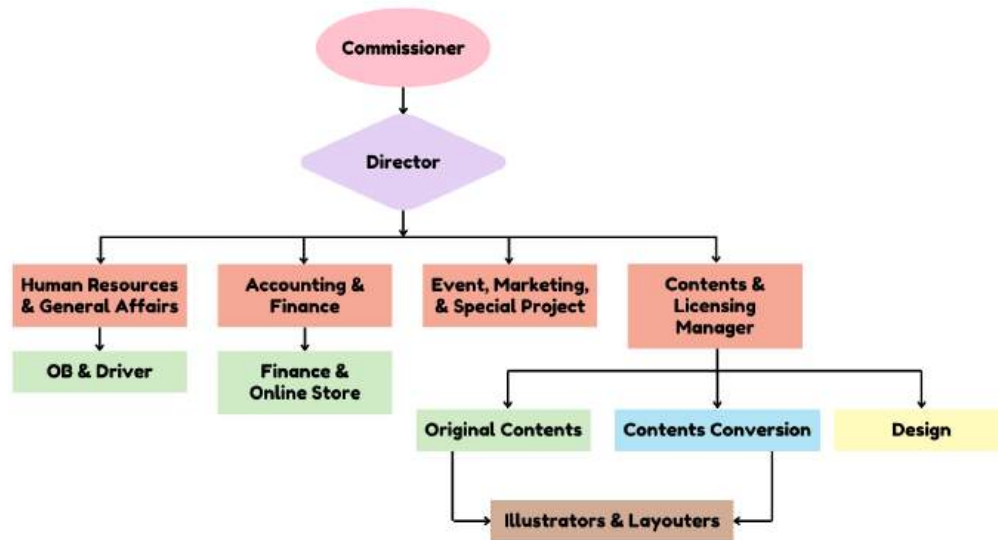 Commissioner
Director
Human Resources
& General Affairs
Accounting &
Finance
Event, Marketing,
& Special Project
Contents &
Licensing
Manager
OB & Driver
Finance &
Online Store
Original Contents
Contents Conversion
Design
Illustrators & Layouters